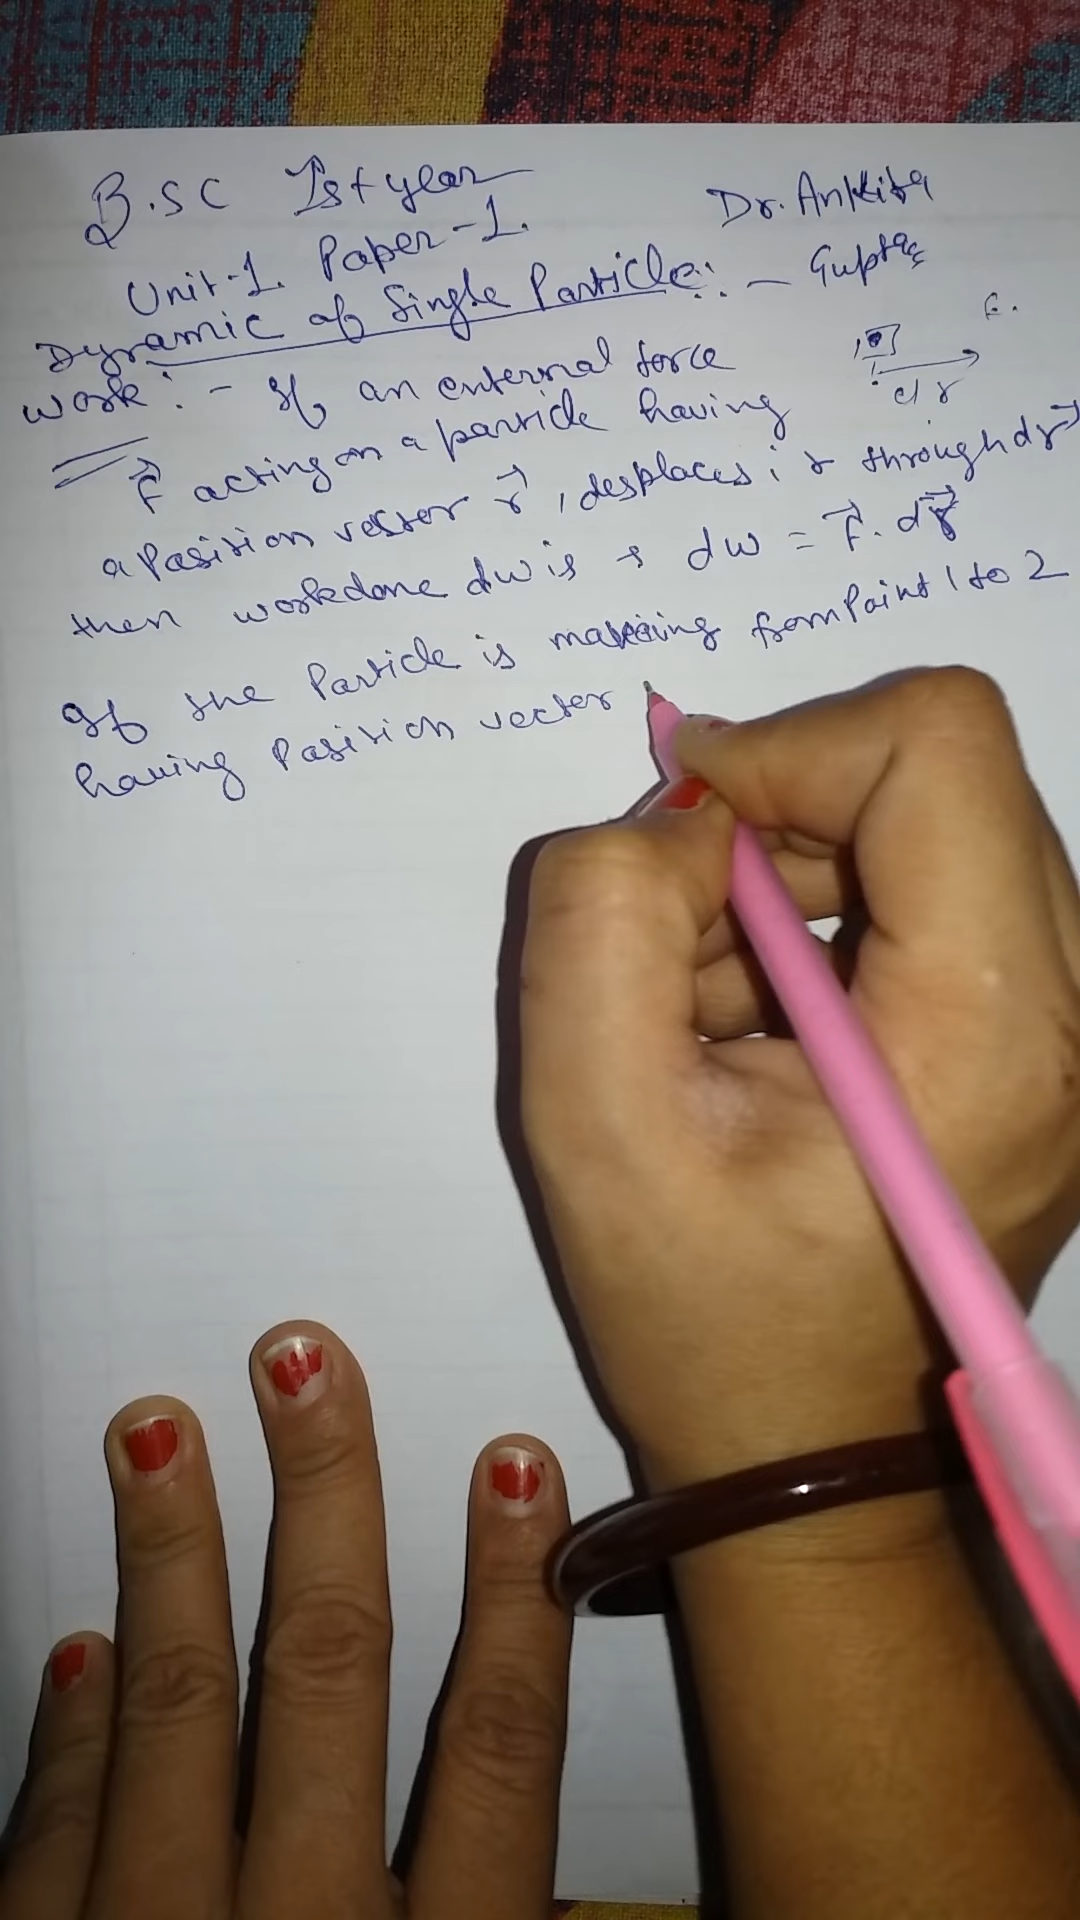 B.SC Ist year
Dr. Ankita
Unit-1. Paper-1.
Gupta
Dynamic of Single Particle:-
F.
dr
work:- If an external force
F⃗ acting on a particle having
a Position vector r⃗, desplaces it through dr⃗
then workdone dw is → dw = F⃗. dr⃗
If the Particle is making from Point 1 to 2
having Position vector